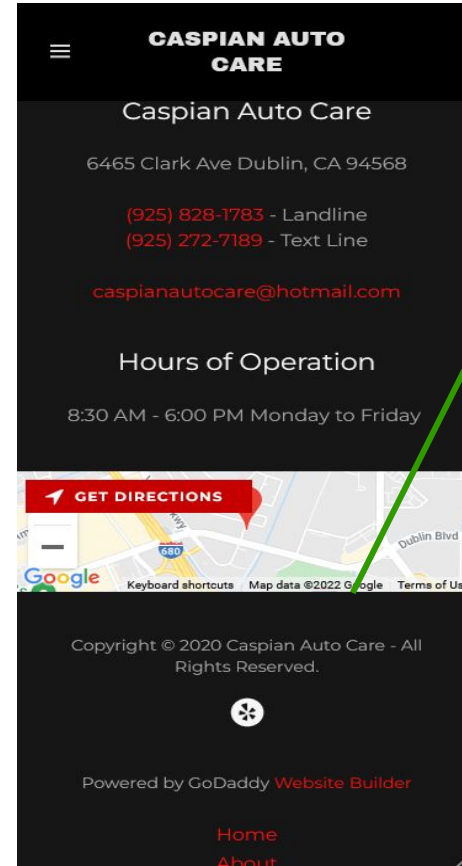 CASPIAN AUTO
CARE
Caspian Auto Care
6465 Clark Ave Dublin, CA 94568
(925) 828-1783 - Landline
(925) 272-7189 - Text Line
caspianautocare@hotmail.com
Hours of Operation
8:30 AM - 6:00 PM Monday to Friday
GET DIRECTIONS
680
Dublin Blvd
Google
Keyboard shortcuts Map data ©2022 Google Terms of Us
Copyright © 2020 Caspian Auto Care - All
Rights Reserved.
Powered by GoDaddy Website Builder
Home
About